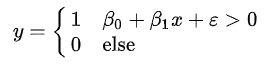 y = { 1 β₀ + β₁x + ε > 0
0 else